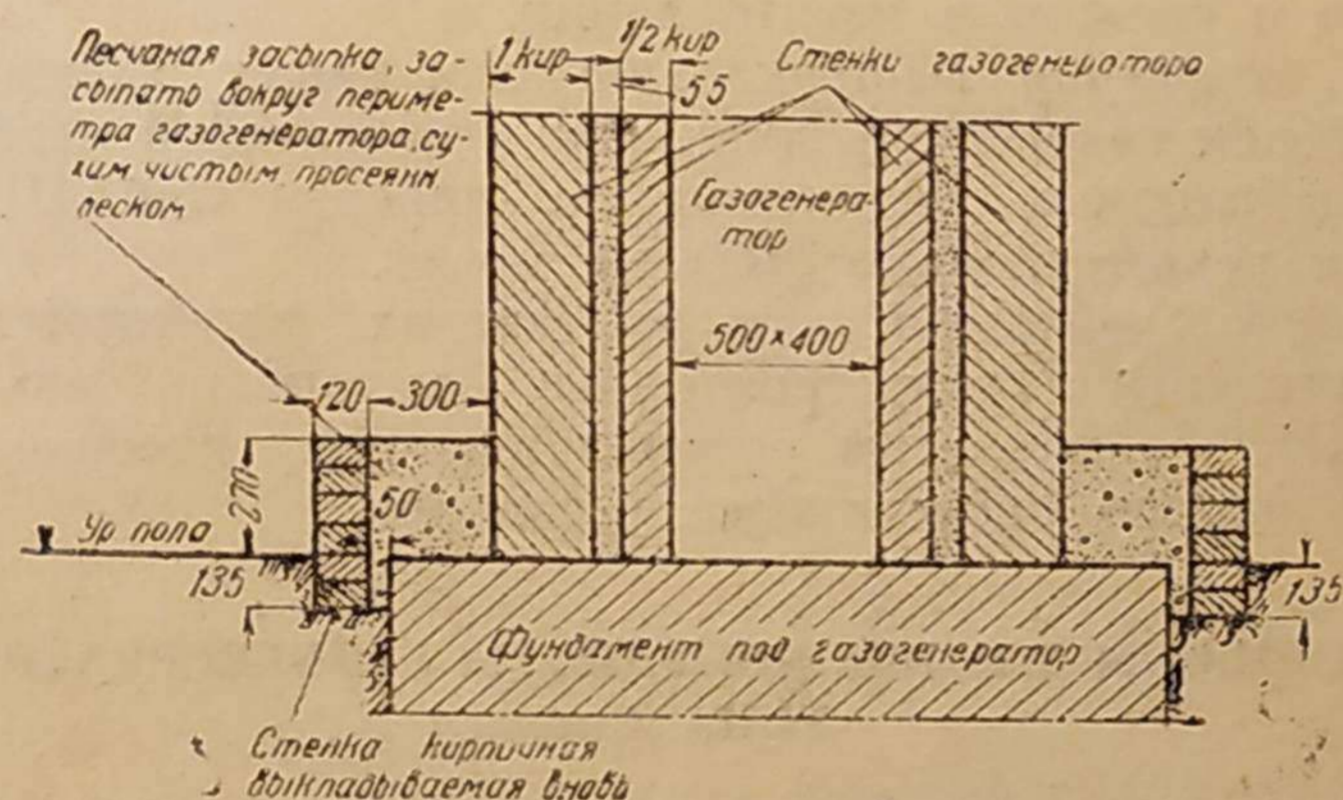 Песчаная засыпка, за-
сыпать вокруг периме-
тра газогенератора, су-
хим чистым, просеянн.
песком
1 кир
1/2 кир
55
Стенки газогенератора
Газогенера-
тор
500×400
120
300
270
50
Ур пола
135
135
Фундамент под газогенератор
Стенка кирпичная
выкладываемая вновь